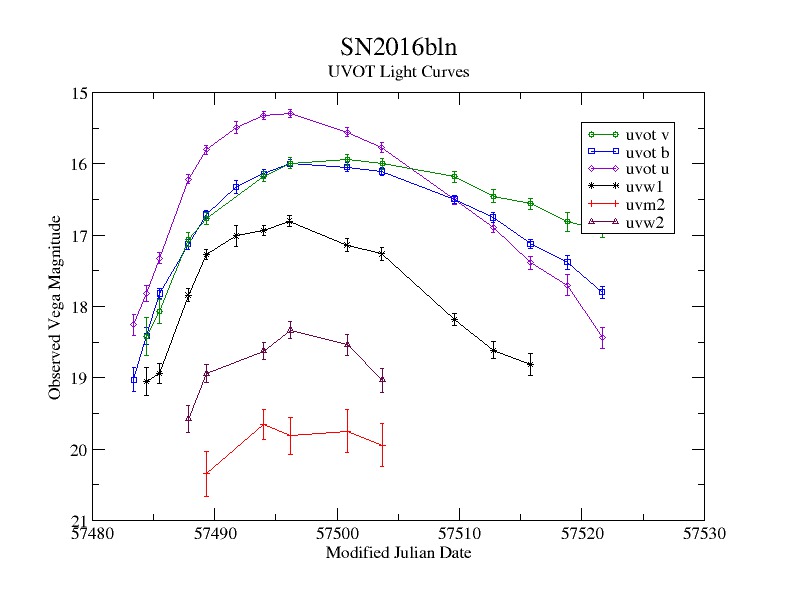 SN2016bln
UVOT Light Curves
15
16
17
18
19
20
21
Observed Vega Magnitude
uvot v
uvot b
uvot u
uvw1
uvm2
uvw2
57480 57490 57500 57510 57520 57530
Modified Julian Date